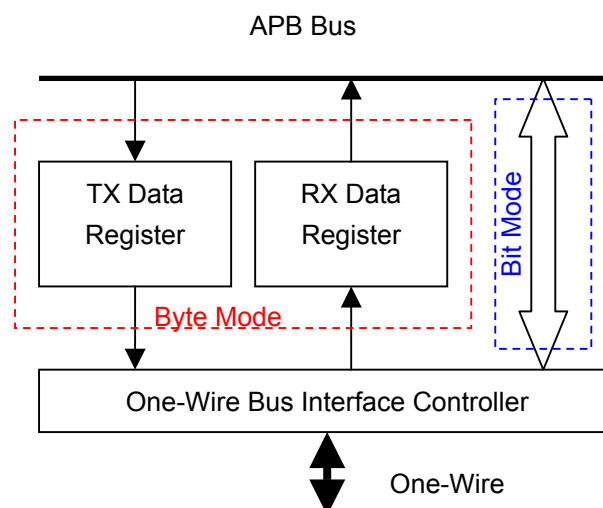 APB Bus
TX Data
Register
RX Data
Register
Bit Mode
Byte Mode
One-Wire Bus Interface Controller
One-Wire